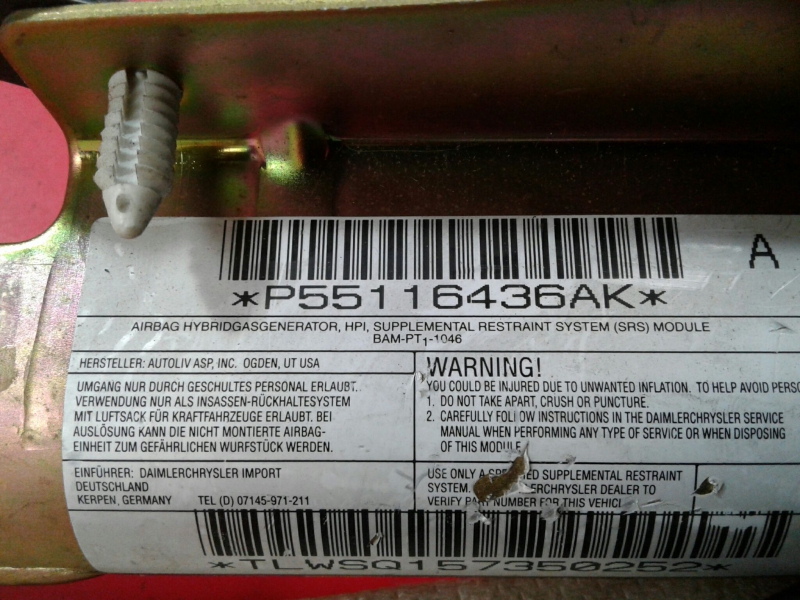 *P55116436AK*
A
AIRBAG HYBRIDGASGENERATOR, HPI, SUPPLEMENTAL RESTRAINT SYSTEM (SRS) MODULE
BAM-PT1-1046
HERSTELLER: AUTOLIV ASP, INC. OGDEN, UT USA
UMGANG NUR DURCH GESCHULTES PERSONAL ERLAUBT.
VERWENDUNG NUR ALS INSASSEN-RÜCKHALTESYSTEM
MIT LUFTSACK FÜR KRAFTFAHRZEUGE ERLAUBT. BEI
AUSLÖSUNG KANN DIE NICHT MONTIERTE AIRBAG-
EINHEIT ZUM GEFÄHRLICHEN WURFSTÜCK WERDEN.
EINFÜHRER: DAIMLERCHRYSLER IMPORT
DEUTSCHLAND
KERPEN, GERMANY TEL (D) 07145-971-211
WARNING!
YOU COULD BE INJURED DUE TO UNWANTED INFLATION. TO HELP AVOID PERSO
1. DO NOT TAKE APART, CRUSH OR PUNCTURE.
2. CAREFULLY FOLLOW INSTRUCTIONS IN THE DAIMLERCHRYSLER SERVICE
MANUAL WHEN PERFORMING ANY TYPE OF SERVICE OR WHEN DISPOSING
OF THIS MODULE
USE ONLY A SUPPLEMENTAL RESTRAINT
SYSTEM. ERCHRYSLER DEALER TO
VERIFY PART NUMBER FOR THIS VEHICL
*TLWSQ157350252*